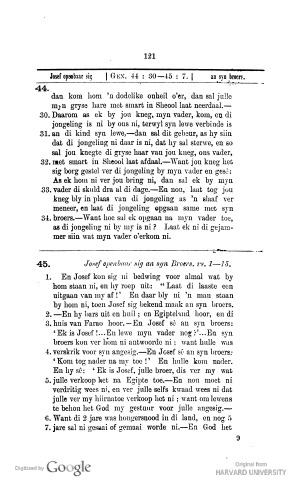 121
Josef openbaar sig | GEN. 44 : 30—45 : 7. | an syn broers.
44.
dan kom hom 'n dodelike onheil o'er, dan sal julle
myn gryse hare met smart in Sheool laat neerdaal.—
30. Daarom as ek by jou kneg, myn vader, kom, en di
jongeling is ni by ons ni, terwyl syn lewe verbinde is
31. an di kind syn lewe,—dan sal dit gebeur, as hy siin
dat di jongeling ni daar is ni, dat hy sal sterwe, en so
sal jou knegte di gryse haar van jou kneg, ons vader,
32. met smart in Sheool laat afdaal.—Want jou kneg het
sig borg gestel ver di jongeling by myn vader en gesê:
As ek hom ni ver jou bring ni, dan sal ek by myn
33. vader di skuld dra al di dage.—En non, laat tog jou
kneg bly in plaas van di jongeling as 'n slaaf ver
meneer, en laat di jongeling opgaan same met syn
34. broers.—Want hoe sal ek opgaan na myn vader toe,
as di jongeling ni by my is ni? Laat ek ni di gejam-
mer siin wat myn vader o'erkom ni.
45. Josef openbaar sig an syn Broers. vv. 1—15.
1. En Josef kon sig ni bedwing voor almal wat by
hom staan ni, en hy roep uit: "Laat di laaste een
uitgaan van my af!" En daar bly ni 'n man staan
by hom ni, toen Josef sig bekend maak an syn broers.
2. —En hy bars uit en huil; en Egiptelund hoor, en di
3. huis van Farao hoor.—En Josef sê an syn broers:
'Ek is Josef!...En lewe myn vader nog?'...En syn
broers kon ver hom ni antwoorde ni: want hulle was
4. verskrik voor syn angesig.—En Josef sê an syn broers:
'Kom tog nader na my toe!' En hulle kom nader.
En hy sê: 'Ek is Josef, julle broer, dis ver my wat
5. julle verkoop het na Egipte toe.—En non moet ni
verdritig wees ni, en ver julle selfs kwaad wees ni dat
julle ver my hiirnatoe verkoop het ni; want om lewens
te behou het God my gestuur voor julle angesig.—
6. Want di 2 jare was hongersnood in di land, en nog 5
7. jare sal ni gesai of gemaai worde ni.—En God het
9
Digitized by Google
Original from
HARVARD UNIVERSITY